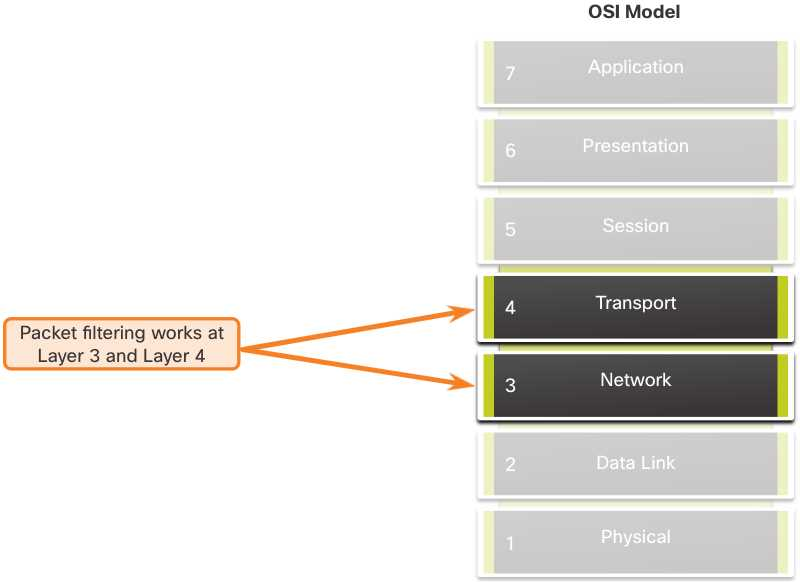 OSI Model
7 Application
6 Presentation
5 Session
4 Transport
Packet filtering works at
Layer 3 and Layer 4
3 Network
2 Data Link
1 Physical